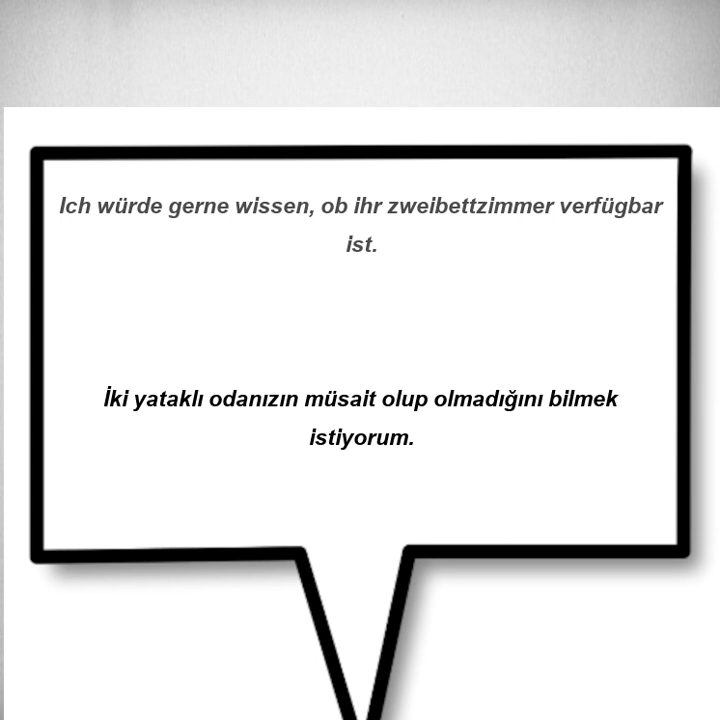 Ich würde gerne wissen, ob ihr zweibettzimmer verfügbar
ist.
İki yataklı odanızın müsait olup olmadığını bilmek
istiyorum.